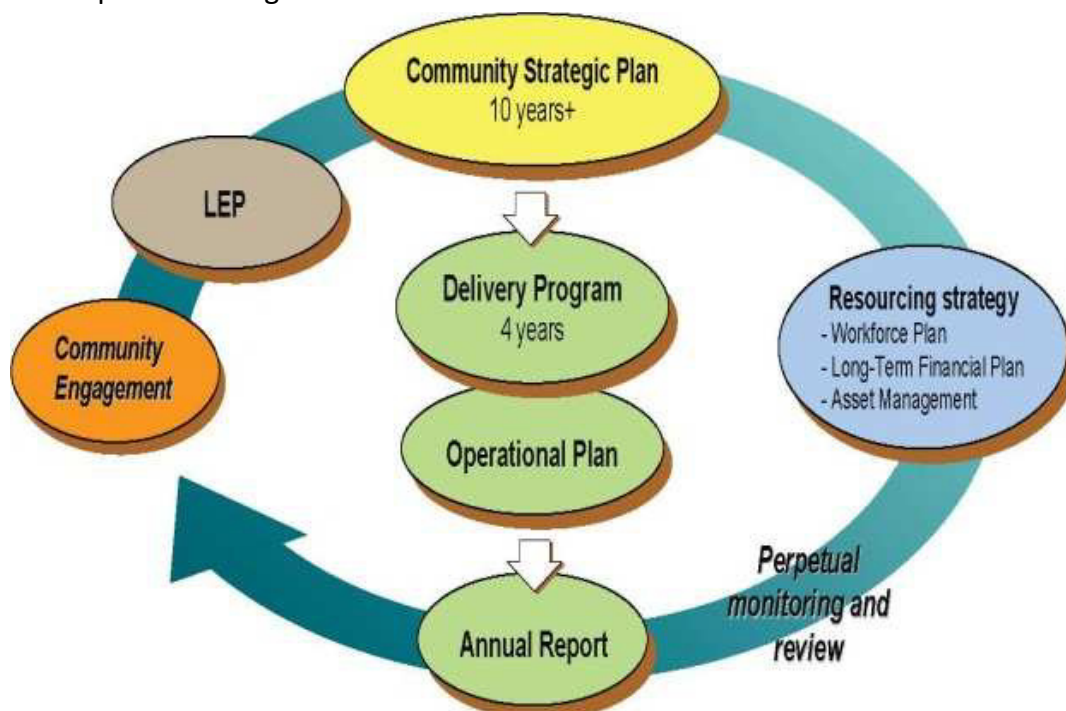 Community Strategic Plan
10 years+
LEP
Delivery Program
4 years
Community
Engagement
Resourcing strategy
- Workforce Plan
- Long-Term Financial Plan
- Asset Management
Operational Plan
Perpetual
monitoring and
review
Annual Report